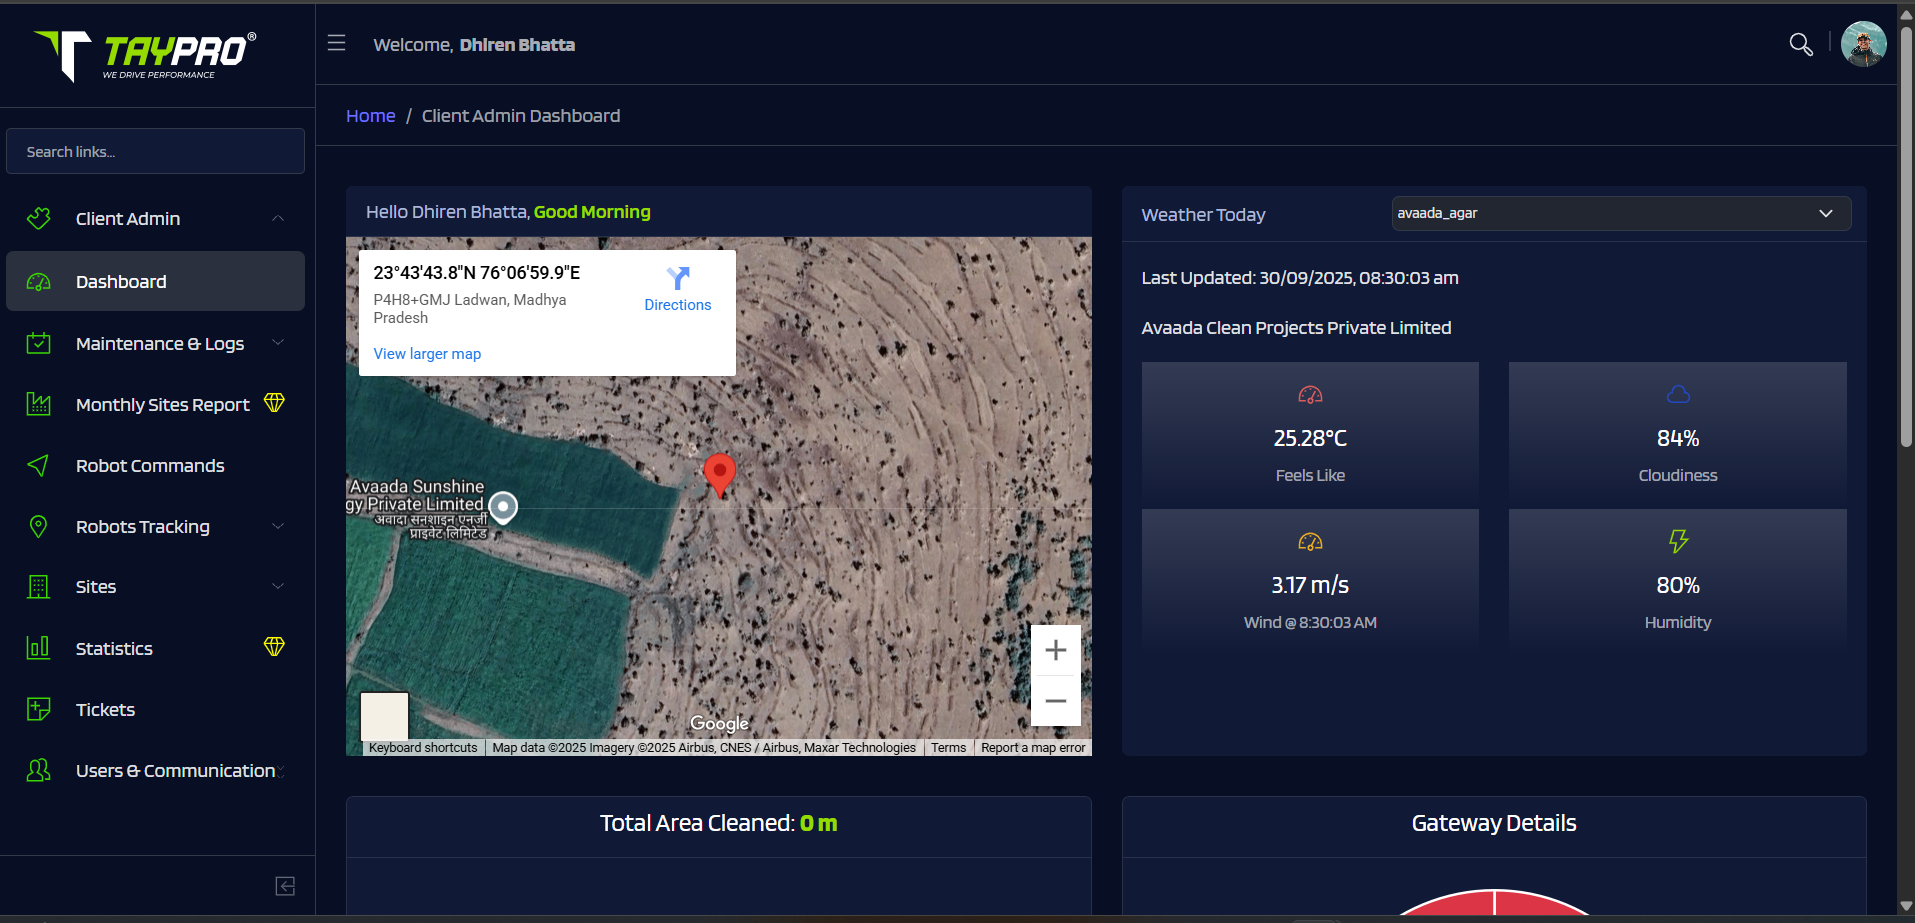 TAYPRO®
WE DRIVE PERFORMANCE
Welcome, Dhiren Bhatta
Home / Client Admin Dashboard
Search links...
Client Admin
Dashboard
Maintenance & Logs
Monthly Sites Report
Robot Commands
Robots Tracking
Sites
Statistics
Tickets
Users & Communication
Hello Dhiren Bhatta, Good Morning
23°43'43.8"N 76°06'59.9"E
P4H8+GMJ Ladwan, Madhya
Pradesh
Directions
View larger map
Avaada Sunshine
gy Private Limited
अवादा सनशाइन एनर्जी
प्राइवेट लिमिटेड
Google
Keyboard shortcuts
Map data ©2025 Imagery ©2025 Airbus, CNES / Airbus, Maxar Technologies
Terms
Report a map error
Weather Today
avaada_agar
Last Updated: 30/09/2025, 08:30:03 am
Avaada Clean Projects Private Limited
25.28°C
Feels Like
84%
Cloudiness
3.17 m/s
Wind @ 8:30:03 AM
80%
Humidity
Total Area Cleaned: 0 m
Gateway Details